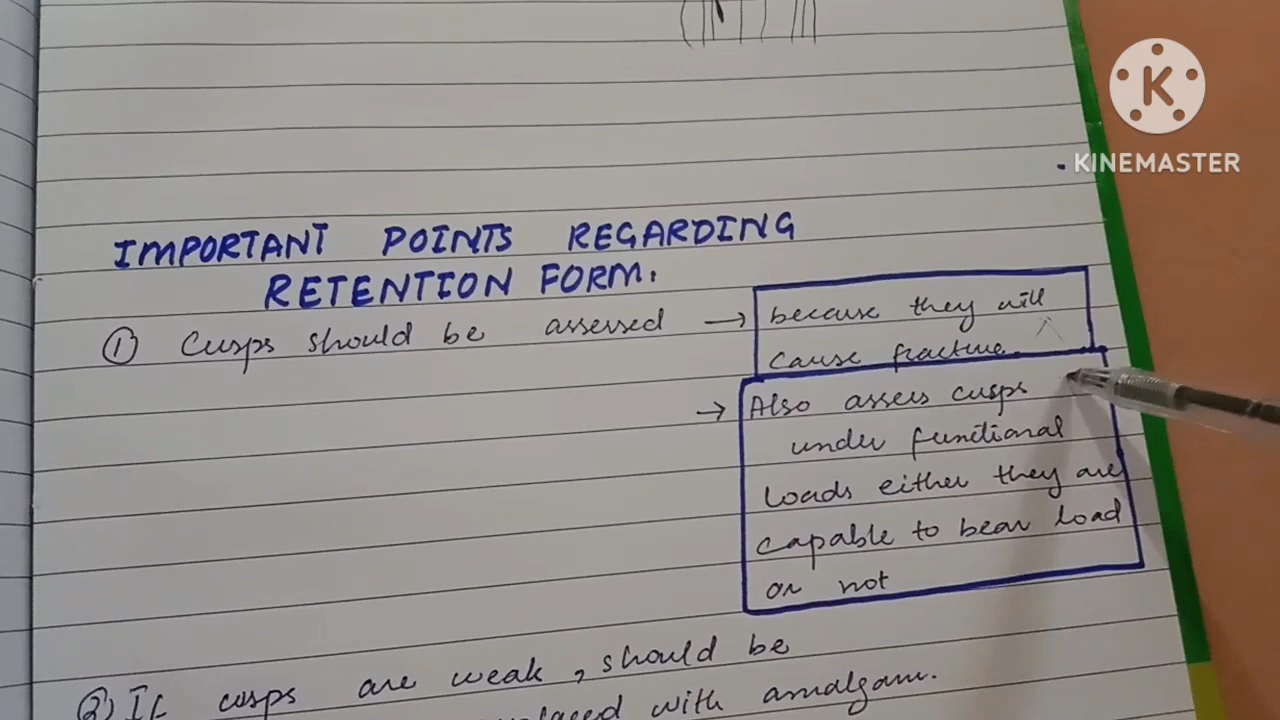 K
KINEMASTER
IMPORTANT POINTS REGARDING
RETENTION FORM.
① Cusps should be assessed → because they will
cause fracture.
→ Also assess cusps
under functional
loads either they are
capable to bear load
or not
② If cusps are weak, should be
with amalgam.